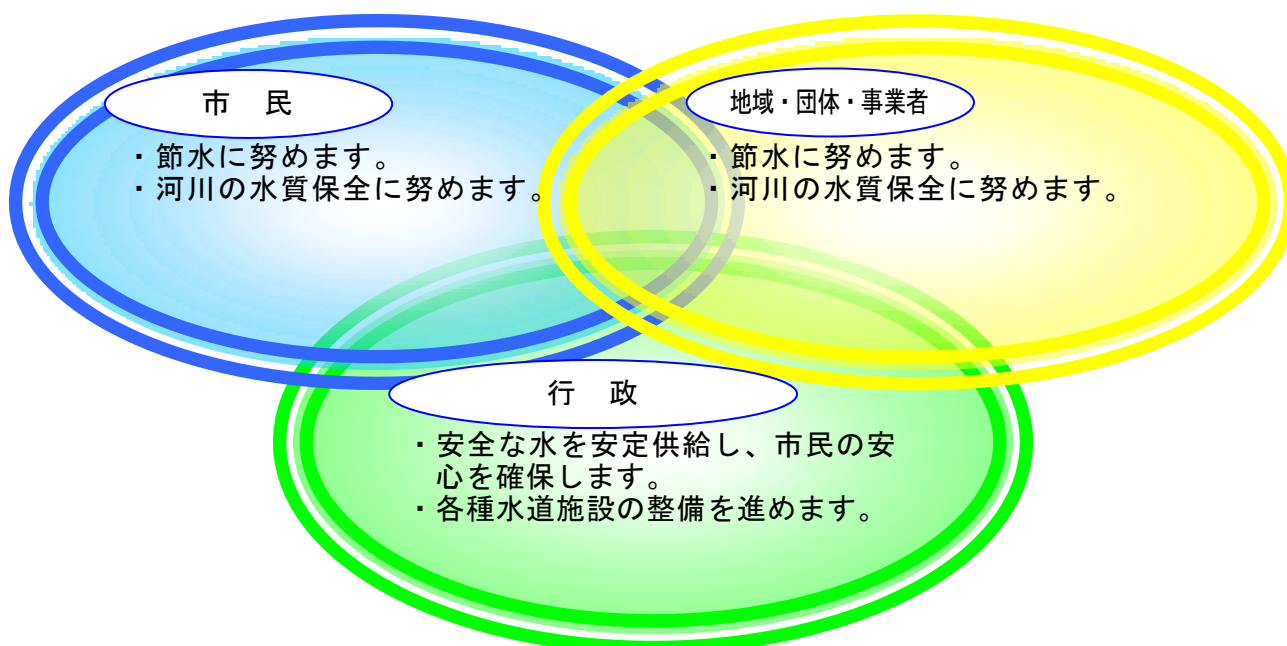 市　民
・節水に努めます。
・河川の水質保全に努めます。
地域・団体・事業者
・節水に努めます。
・河川の水質保全に努めます。
行　政
・安全な水を安定供給し、市民の安
心を確保します。
・各種水道施設の整備を進めます。